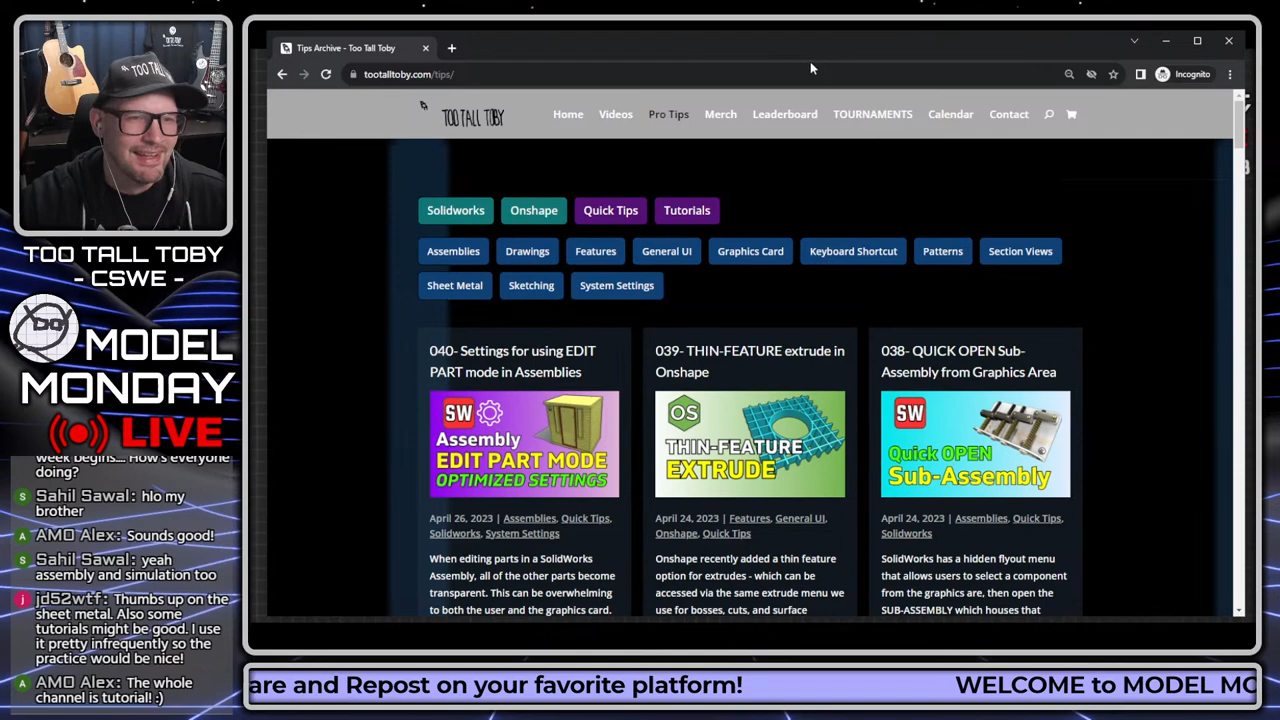 Tips Archive - Too Tall Toby
tootalltoby.com/tips/
Incognito
TOO TALL TOBY
Home
Videos
Pro Tips
Merch
Leaderboard
TOURNAMENTS
Calendar
Contact
Solidworks
Onshape
Quick Tips
Tutorials
Assemblies
Drawings
Features
General UI
Graphics Card
Keyboard Shortcut
Patterns
Section Views
Sheet Metal
Sketching
System Settings
040- Settings for using EDIT
PART mode in Assemblies
SW
Assembly
EDIT PART MODE
OPTIMIZED SETTINGS
April 26, 2023 | Assemblies, Quick Tips,
Solidworks, System Settings
When editing parts in a SolidWorks
Assembly, all of the other parts become
transparent. This can be overwhelming
to both the user and the graphics card.
039- THIN-FEATURE extrude in
Onshape
OS
THIN-FEATURE
EXTRUDE
April 24, 2023 | Features, General UI,
Onshape, Quick Tips
Onshape recently added a thin feature
option for extrudes - which can be
accessed via the same extrude menu we
use for bosses, cuts, and surface
038- QUICK OPEN Sub-
Assembly from Graphics Area
SW
Quick OPEN
Sub-Assembly
April 24, 2023 | Assemblies, Quick Tips,
Solidworks
SolidWorks has a hidden flyout menu
that allows users to select a component
from the graphics are, then open the
SUB-ASSEMBLY which houses that
TOO TALL
TOO TALL TOBY
- CSWE -
MODEL
MONDAY
LIVE
week begins.... How's everyone
doing?
S Sahil Sawal: hlo my
brother
A AMO Alex: Sounds good!
S Sahil Sawal: yeah
assembly and simulation too
j jd52wtf: Thumbs up on the
sheet metal. Also some
tutorials might be good. I use
it pretty infrequently so the
practice would be nice!
A AMO Alex: The whole
channel is tutorial! :)
are and Repost on your favorite platform!
WELCOME to MODEL MO